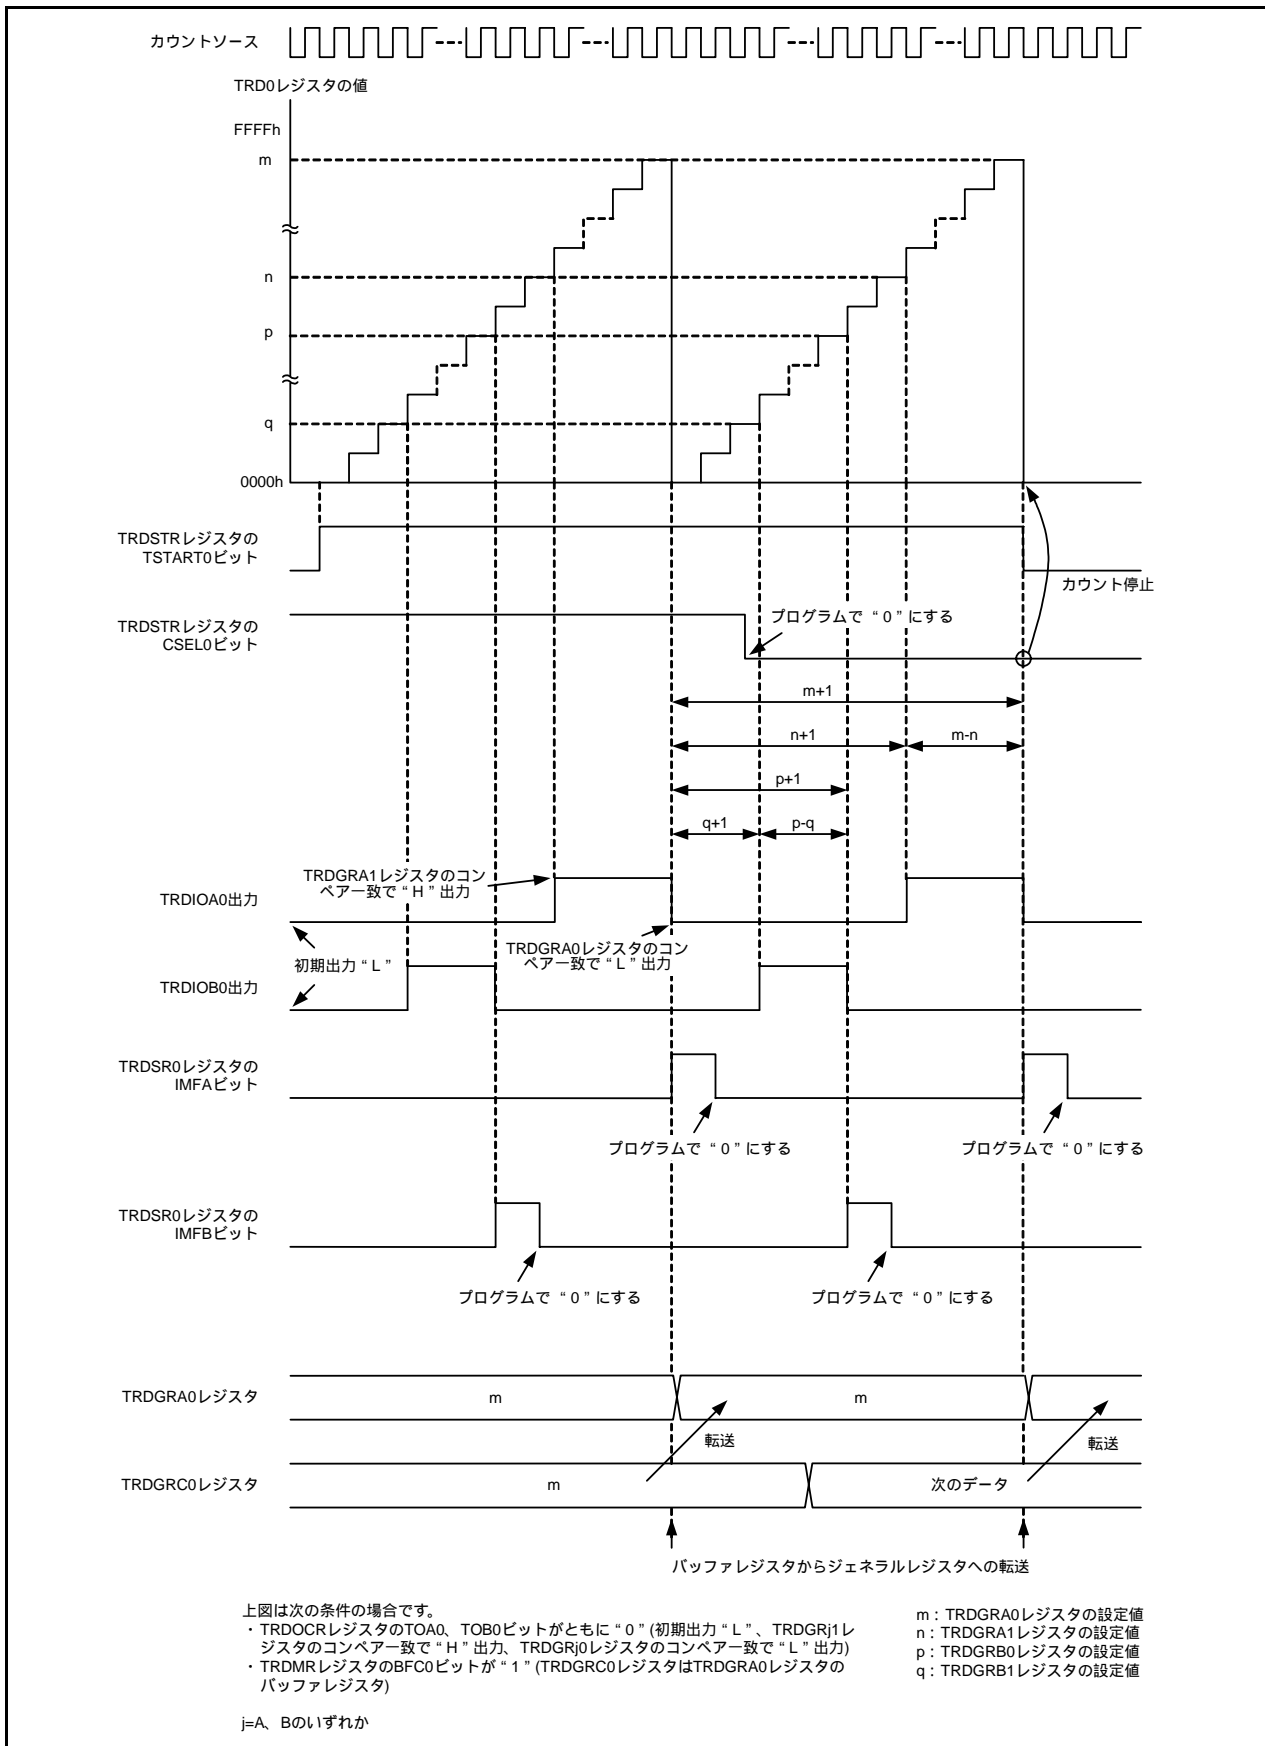 カウントソース
TRD0レジスタの値
FFFFh
m
n
p
q
0000h
TRDSTRレジスタの
TSTART0ビット
カウント停止
TRDSTRレジスタの
CSEL0ビット
プログラムで “ 0 ” にする
m+1
n+1
m-n
p+1
q+1
p-q
TRDGRA1レジスタのコン
ペア一致で “ H ” 出力
TRDIOA0出力
TRDGRA0レジスタのコン
ペア一致で “ L ” 出力
初期出力 “ L ”
TRDIOB0出力
TRDSR0レジスタの
IMFAビット
プログラムで “ 0 ” にする
プログラムで “ 0 ” にする
TRDSR0レジスタの
IMFBビット
プログラムで “ 0 ” にする
プログラムで “ 0 ” にする
TRDGRA0レジスタ
m
m
転送
転送
TRDGRC0レジスタ
m
次のデータ
バッファレジスタからジェネラルレジスタへの転送
上図は次の条件の場合です。
・TRDOCRレジスタのTOA0、TOB0ビットがともに “ 0 ” (初期出力 “ L ” 、TRDGRj1レ
ジスタのコンペア一致で “ H ” 出力、TRDGRj0レジスタのコンペア一致で “ L ” 出力)
・TRDMRレジスタのBFC0ビットが “ 1 ” (TRDGRC0レジスタはTRDGRA0レジスタの
バッファレジスタ)
j=A、Bのいずれか
m : TRDGRA0レジスタの設定値
n : TRDGRA1レジスタの設定値
p : TRDGRB0レジスタの設定値
q : TRDGRB1レジスタの設定値